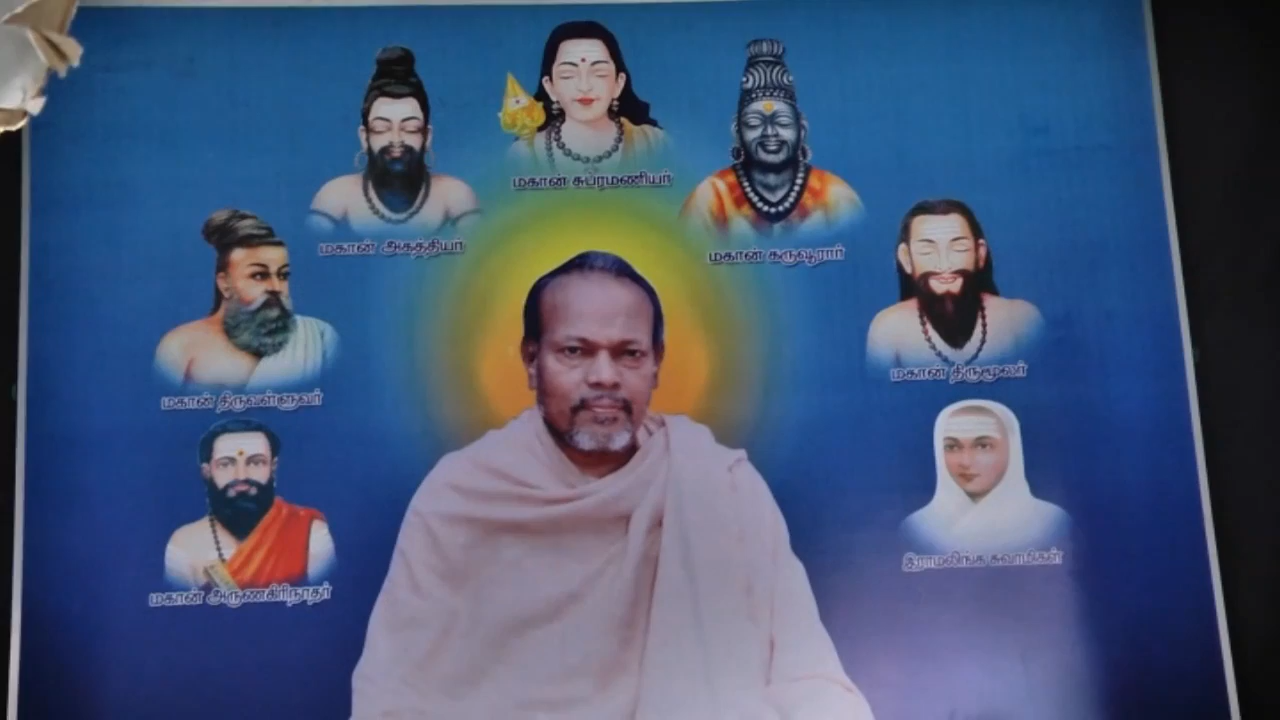 மகான் சுப்ரமணியர்
மகான் அகத்தியர்
மகான் கருவூரார்
மகான் திருமூலர்
மகான் திருவள்ளுவர்
இராமலிங்க சுவாமிகள்
மகான் அருணகிரிநாதர்